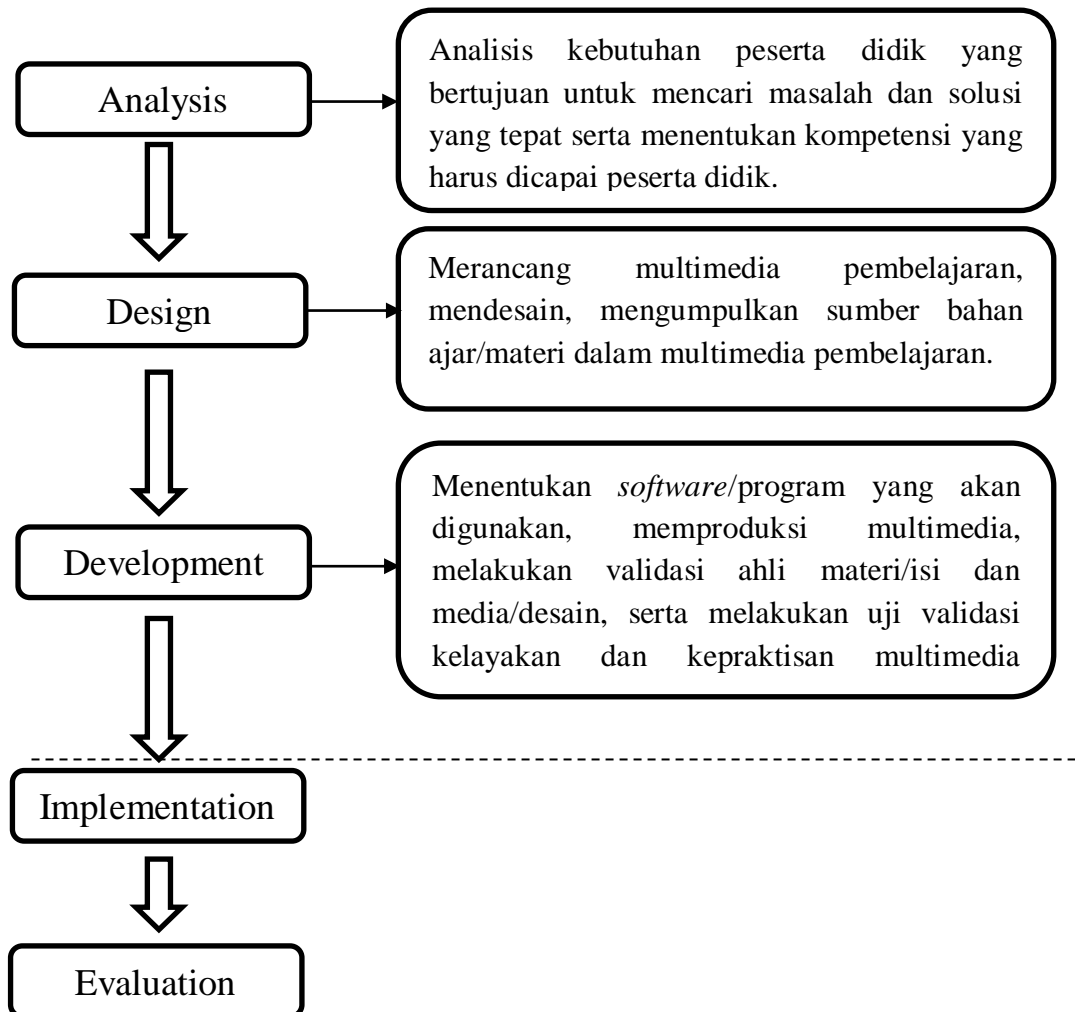 Analysis
Analisis kebutuhan peserta didik yang
bertujuan untuk mencari masalah dan solusi
yang tepat serta menentukan kompetensi yang
harus dicapai peserta didik.
Design
Merancang multimedia pembelajaran,
mendesain, mengumpulkan sumber bahan
ajar/materi dalam multimedia pembelajaran.
Development
Menentukan software/program yang akan
digunakan, memproduksi multimedia,
melakukan validasi ahli materi/isi dan
media/desain, serta melakukan uji validasi
kelayakan dan kepraktisan multimedia
Implementation
Evaluation